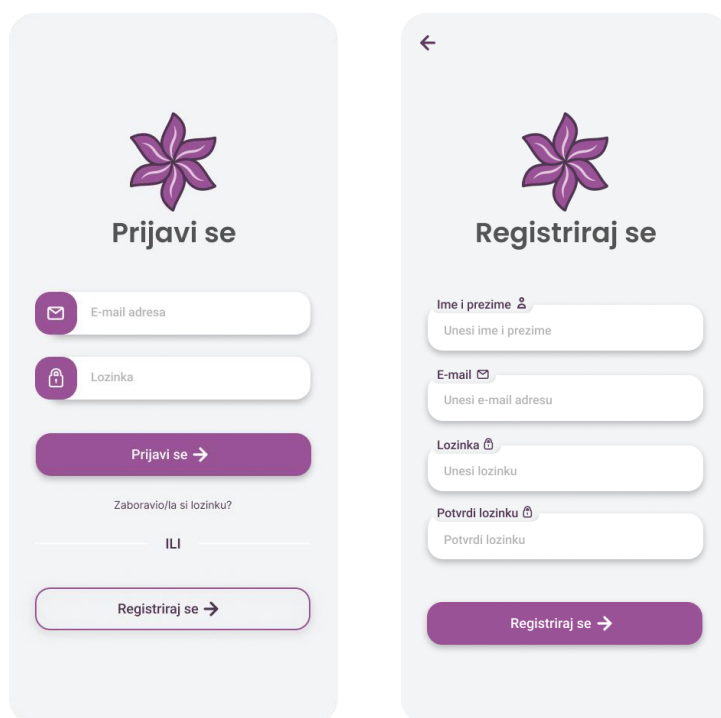 Prijavi se
E-mail adresa
Lozinka
Prijavi se
Zaboravio/la si lozinku?
ILI
Registriraj se
Registriraj se
Ime i prezime
Unesi ime i prezime
E-mail
Unesi e-mail adresu
Lozinka
Unesi lozinku
Potvrdi lozinku
Potvrdi lozinku
Registriraj se